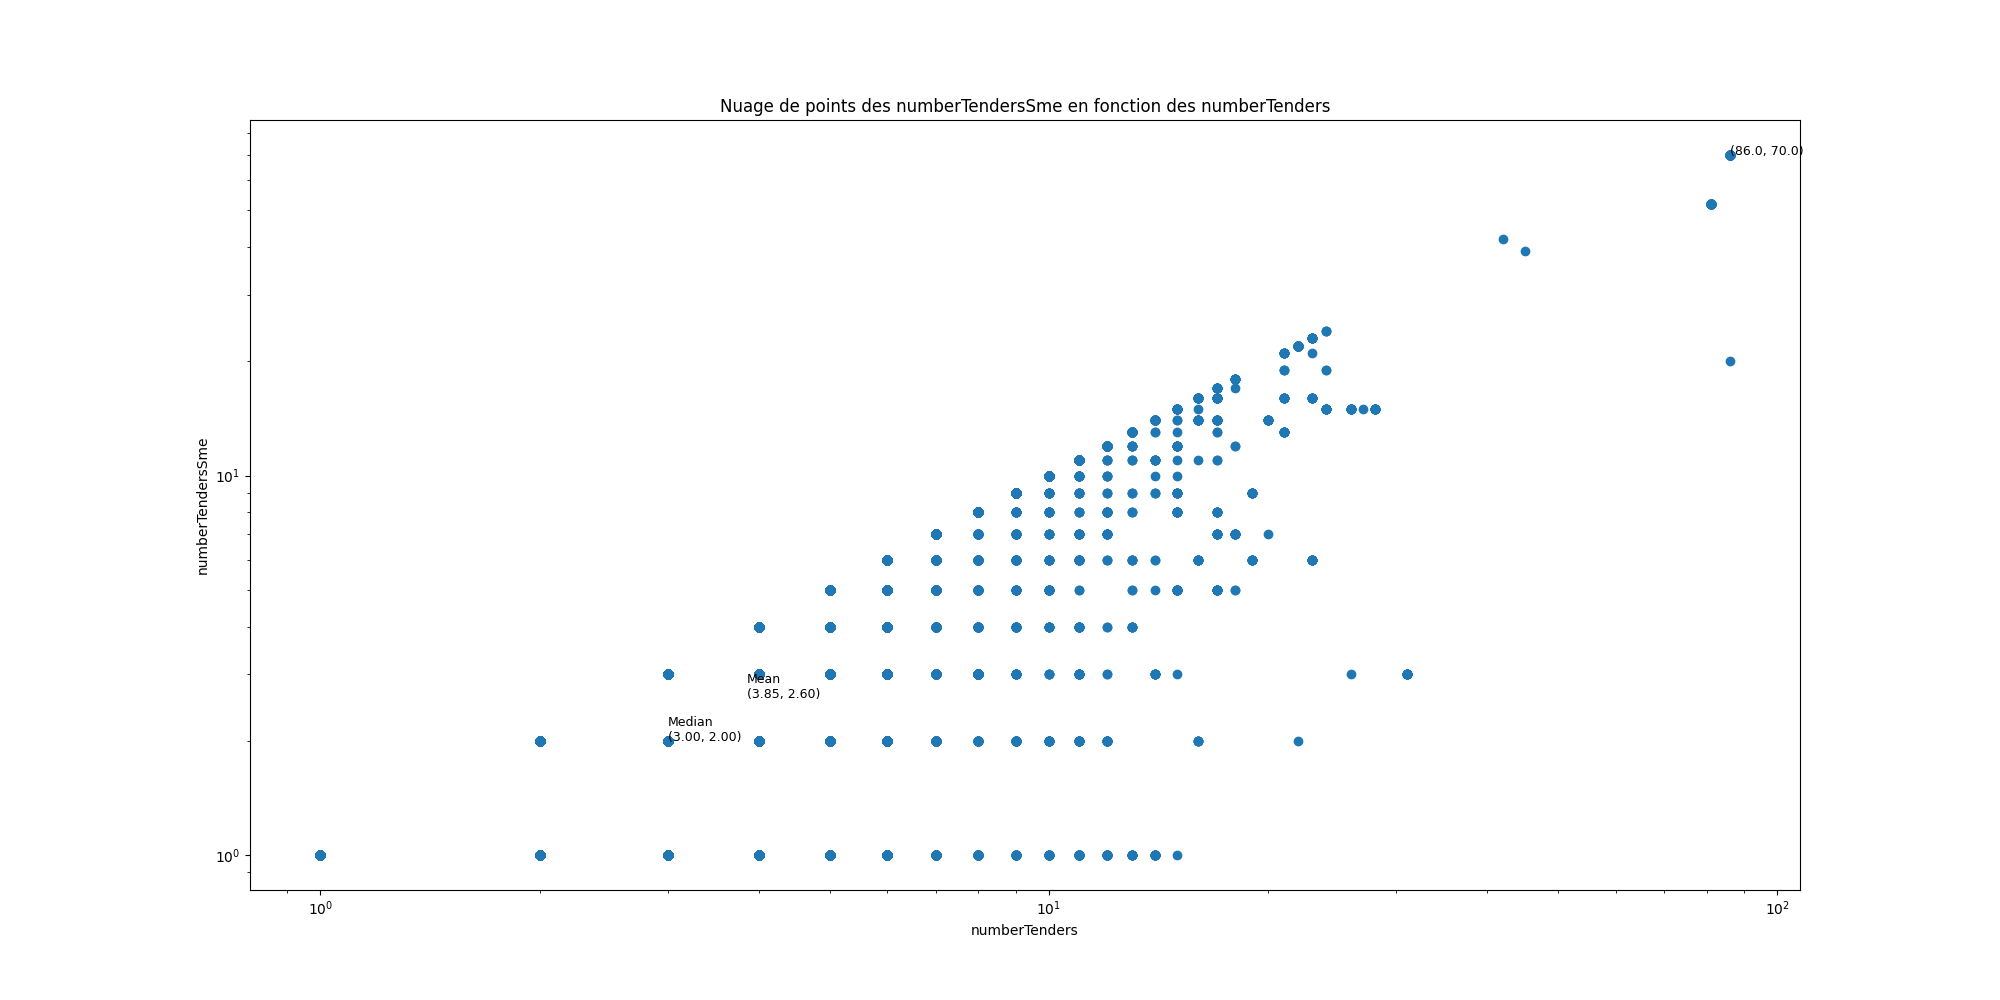 Nuage de points des numberTendersSme en fonction des numberTenders
(86.0, 70.0)
numberTendersSme
10¹
Mean
(3.85, 2.60)
Median
(3.00, 2.00)
10⁰
10⁰
10¹
10²
numberTenders